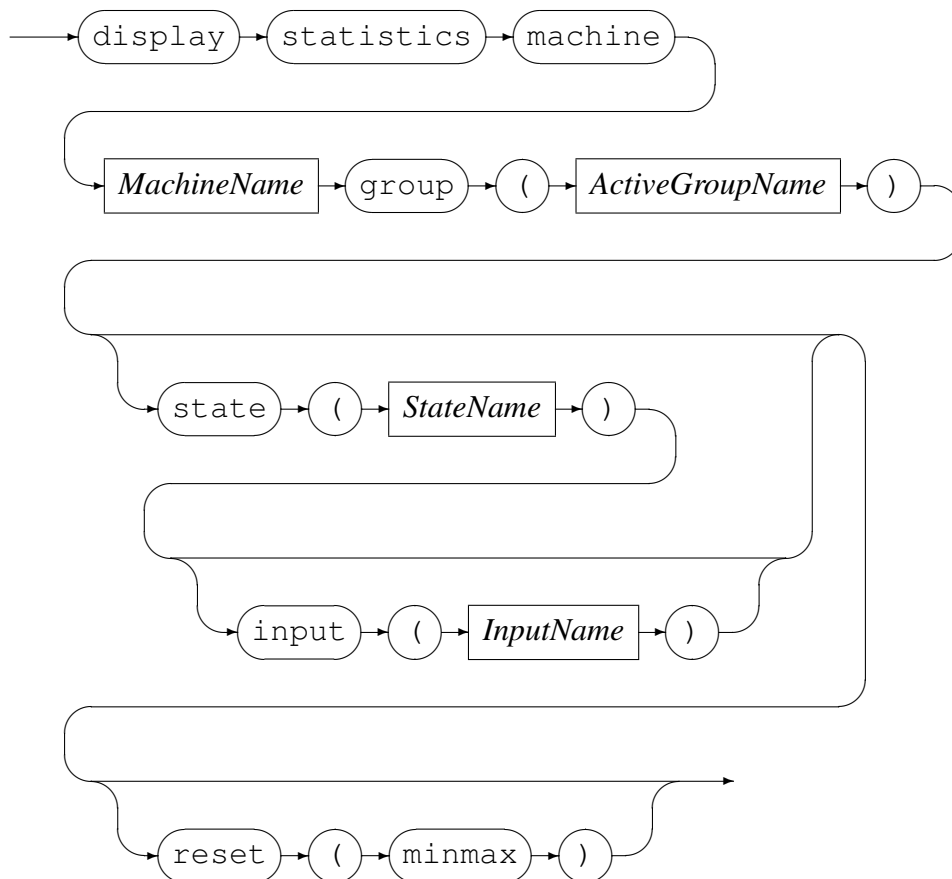 display statistics machine
MachineName group ( ActiveGroupName )
state ( StateName )
input ( InputName )
reset ( minmax )